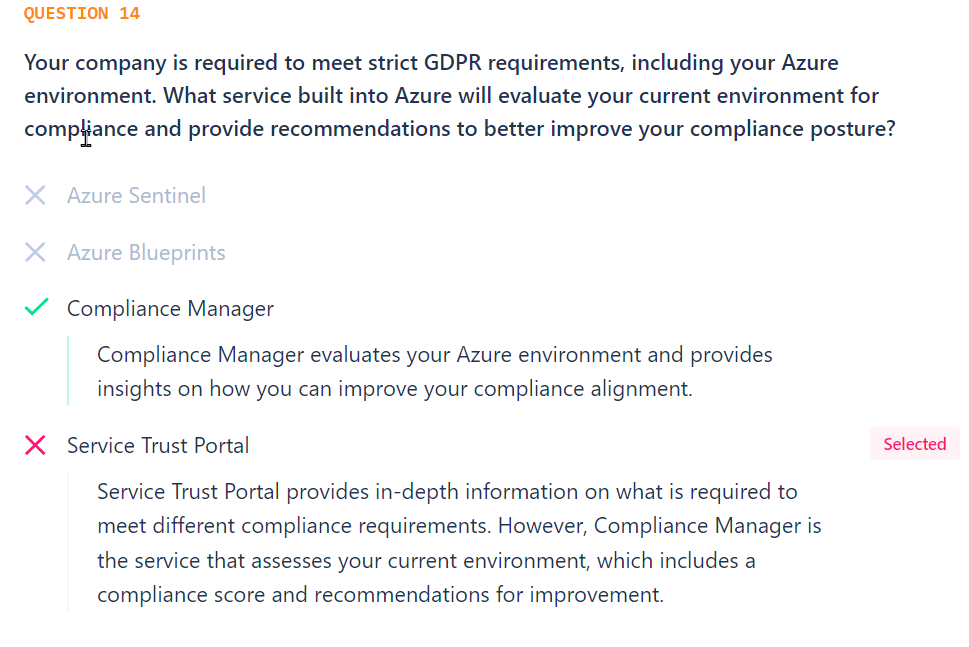 QUESTION 14
Your company is required to meet strict GDPR requirements, including your Azure
environment. What service built into Azure will evaluate your current environment for
compliance and provide recommendations to better improve your compliance posture?
Azure Sentinel
Azure Blueprints
Compliance Manager
Compliance Manager evaluates your Azure environment and provides
insights on how you can improve your compliance alignment.
Service Trust Portal
Selected
Service Trust Portal provides in-depth information on what is required to
meet different compliance requirements. However, Compliance Manager is
the service that assesses your current environment, which includes a
compliance score and recommendations for improvement.